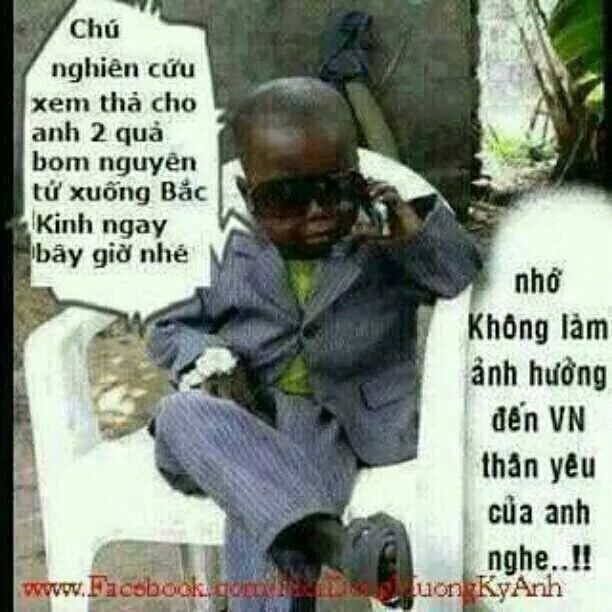 Chú
nghiên cứu
xem thả cho
anh 2 quả
bom nguyên
tử xuống Bắc
Kinh ngay
bây giờ nhé
nhớ
Không làm
ảnh hưởng
đến VN
thân yêu
của anh
nghe..!!
www.Facebook.com